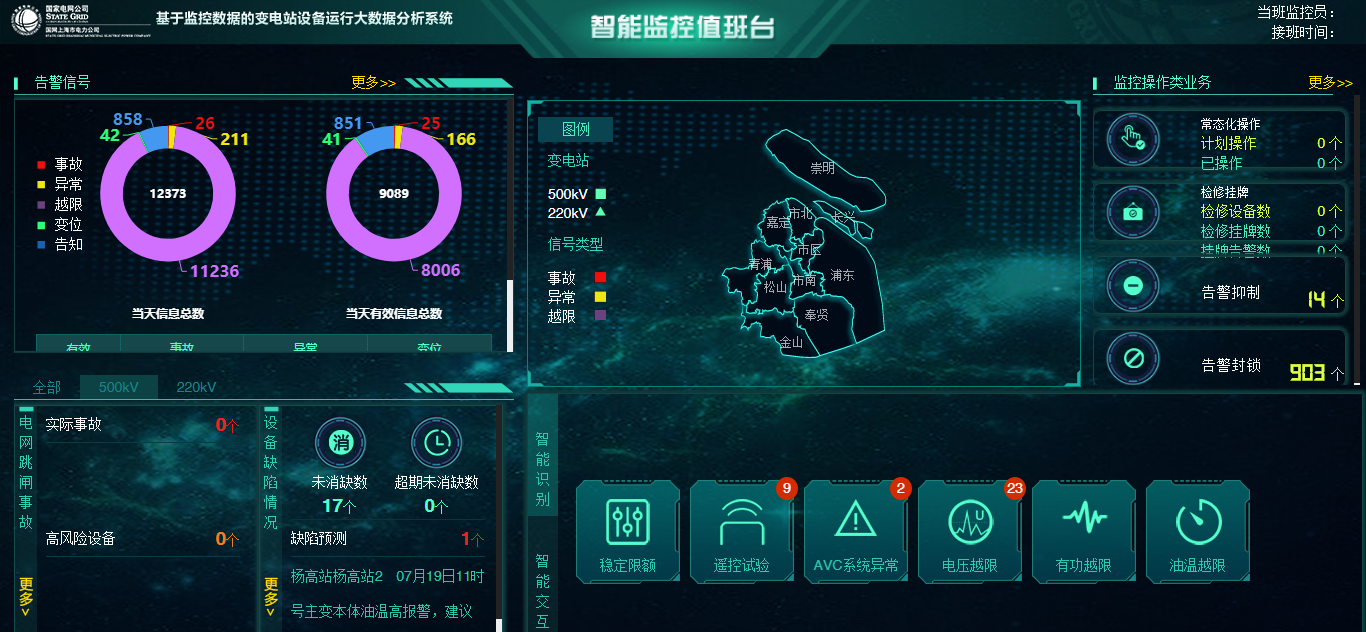 国家电网公司
STATE GRID
国网上海市电力公司
基于监控数据的变电站设备运行大数据分析系统
智能监控值班台
当班监控员：
接班时间：
告警信号
更多>>
事故
异常
越限
变位
告知
858
26
42
211
12373
11236
当天信息总数
851
25
41
166
9089
8006
当天有效信息总数
有效
事故
异常
变位
图例
变电站
500kV
220kV
信号类型
事故
异常
越限
崇明
市北
长兴
嘉定
市区
青浦
浦东
松山
市南
奉贤
金山
监控操作类业务
更多>>
常态化操作
计划操作 0 个
已操作 0 个
检修挂牌
检修设备数 0 个
检修挂牌数 0 个
挂牌告警数 0 个
告警抑制 14 个
告警封锁 903 个
全部
500kV
220kV
电网跳闸事故
更多>
实际事故 0个
高风险设备 0个
设备缺陷情况
更多>
消
未消缺数
17个
超期未消缺数
0个
缺陷预测 1个
杨高站杨高站2 07月19日11时
号主变本体油温高报警，建议
智能识别
智能交互
稳定限额
9
遥控试验
2
AVC系统异常
23
电压越限
有功越限
油温越限